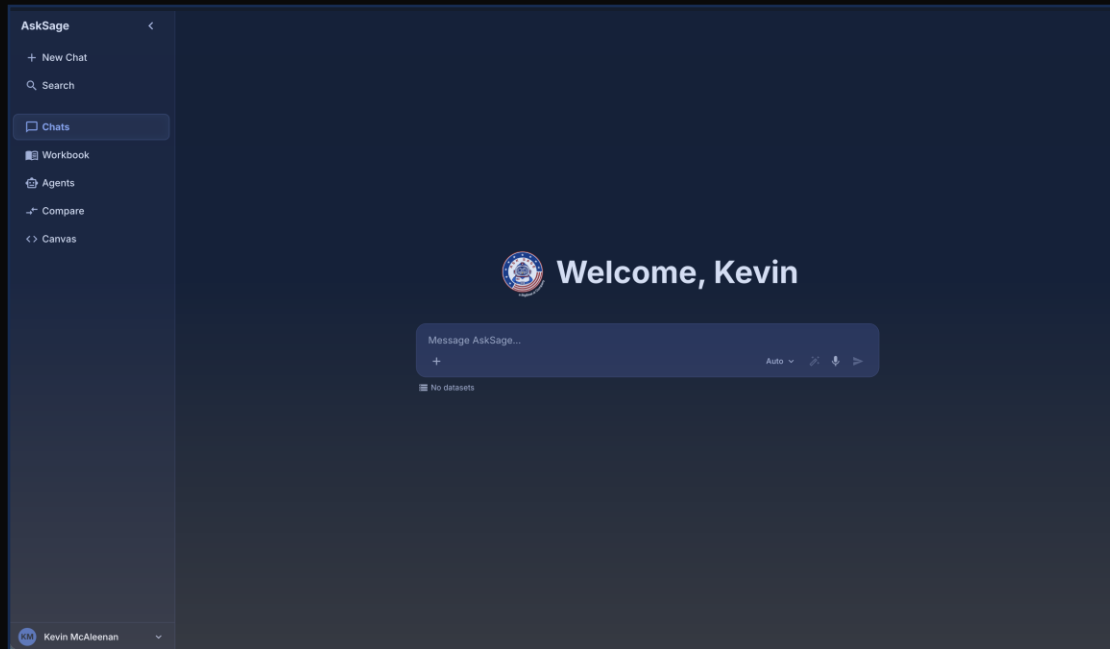 AskSage
New Chat
Search
Chats
Workbook
Agents
Compare
Canvas
Welcome, Kevin
Message AskSage...
Auto
No datasets
KM
Kevin McAleenan